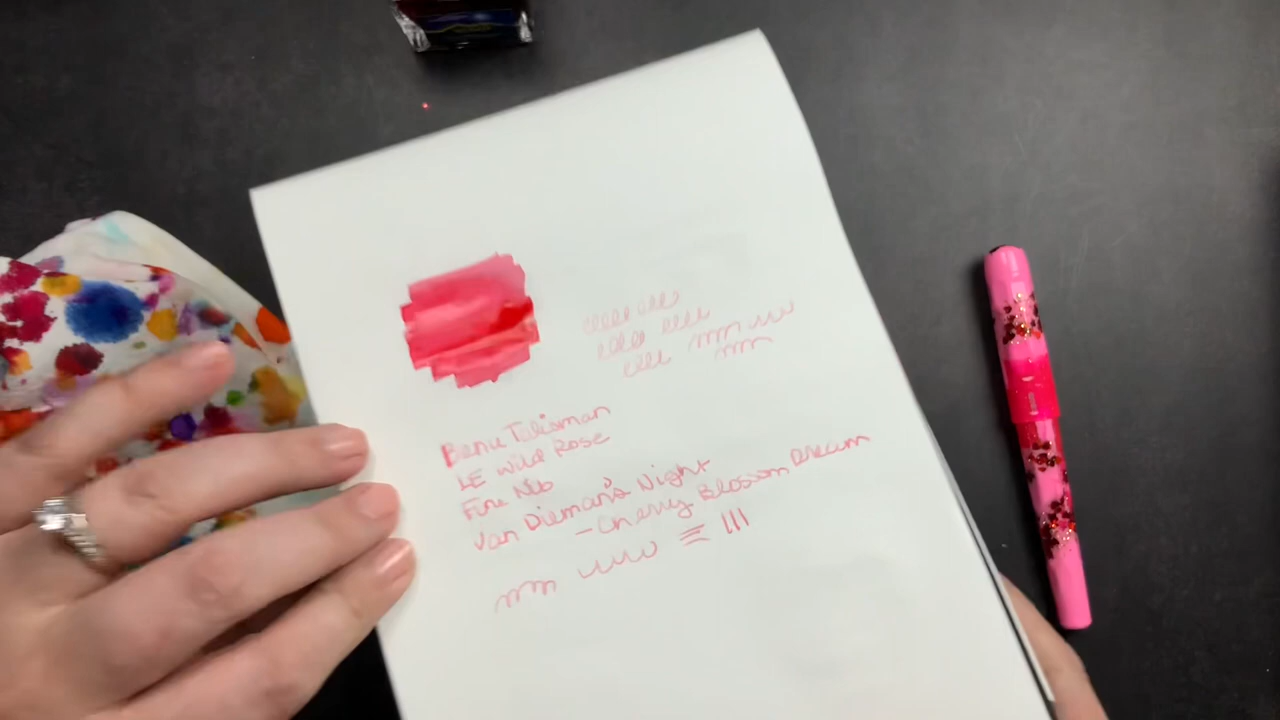 Benu Talisman
LE Wild Rose
Fine Nib
Van Dieman's Night
- Cherry Blossom Dream